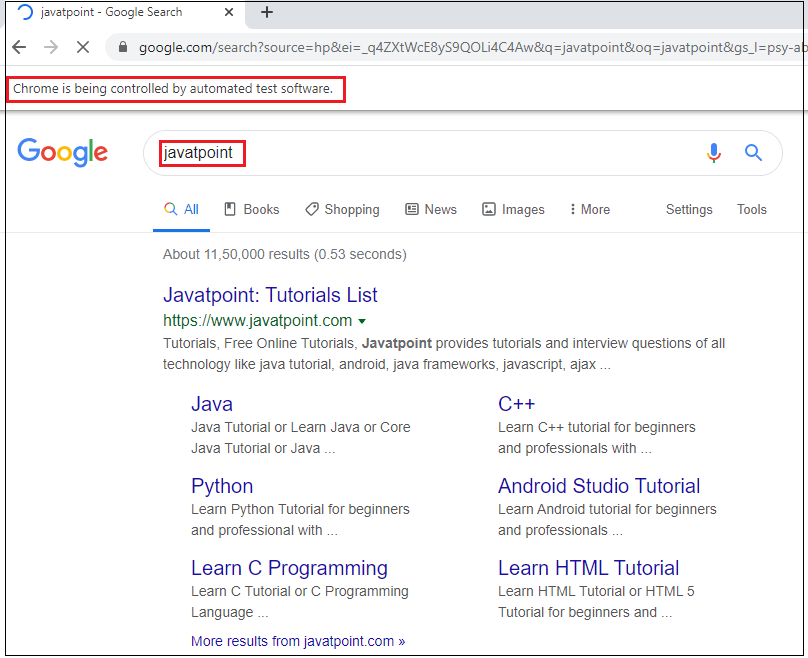 javatpoint - Google Search
google.com/search?source=hp&ei=_q4ZXtWcE8yS9QOLi4C4Aw&q=javatpoint&oq=javatpoint&gs_l=psy-ab
Chrome is being controlled by automated test software.
Google
javatpoint
All Books Shopping News Images More Settings Tools
About 11,50,000 results (0.53 seconds)
Javatpoint: Tutorials List
https://www.javatpoint.com
Tutorials, Free Online Tutorials, Javatpoint provides tutorials and interview questions of all
technology like java tutorial, android, java frameworks, javascript, ajax ...
Java
Java Tutorial or Learn Java or Core
Java Tutorial or Java ...
C++
Learn C++ tutorial for beginners
and professionals with ...
Python
Learn Python Tutorial for beginners
and professional with ...
Android Studio Tutorial
Learn Android tutorial for beginners
and professionals ...
Learn C Programming
Learn C Tutorial or C Programming
Language ...
Learn HTML Tutorial
Learn HTML Tutorial or HTML 5
Tutorial for beginners and ...
More results from javatpoint.com »